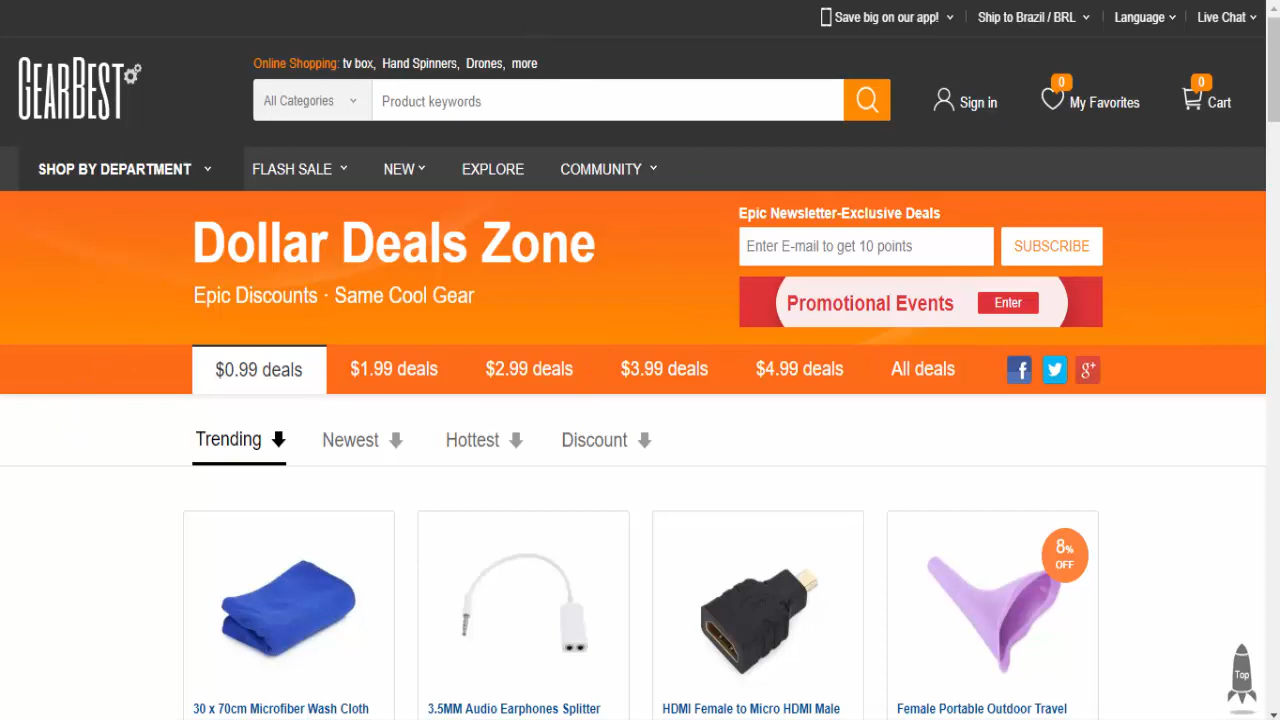 Save big on our app! Ship to Brazil / BRL Language Live Chat
GEARBEST
Online Shopping: tv box, Hand Spinners, Drones, more
All Categories Product keywords
0 0
Sign in My Favorites Cart
SHOP BY DEPARTMENT FLASH SALE NEW EXPLORE COMMUNITY
Dollar Deals Zone
Epic Discounts · Same Cool Gear
Epic Newsletter-Exclusive Deals
Enter E-mail to get 10 points SUBSCRIBE
Promotional Events Enter
$0.99 deals $1.99 deals $2.99 deals $3.99 deals $4.99 deals All deals f g+
Trending Newest Hottest Discount
8%
OFF
Top
30 x 70cm Microfiber Wash Cloth 3.5MM Audio Earphones Splitter HDMI Female to Micro HDMI Male Female Portable Outdoor Travel